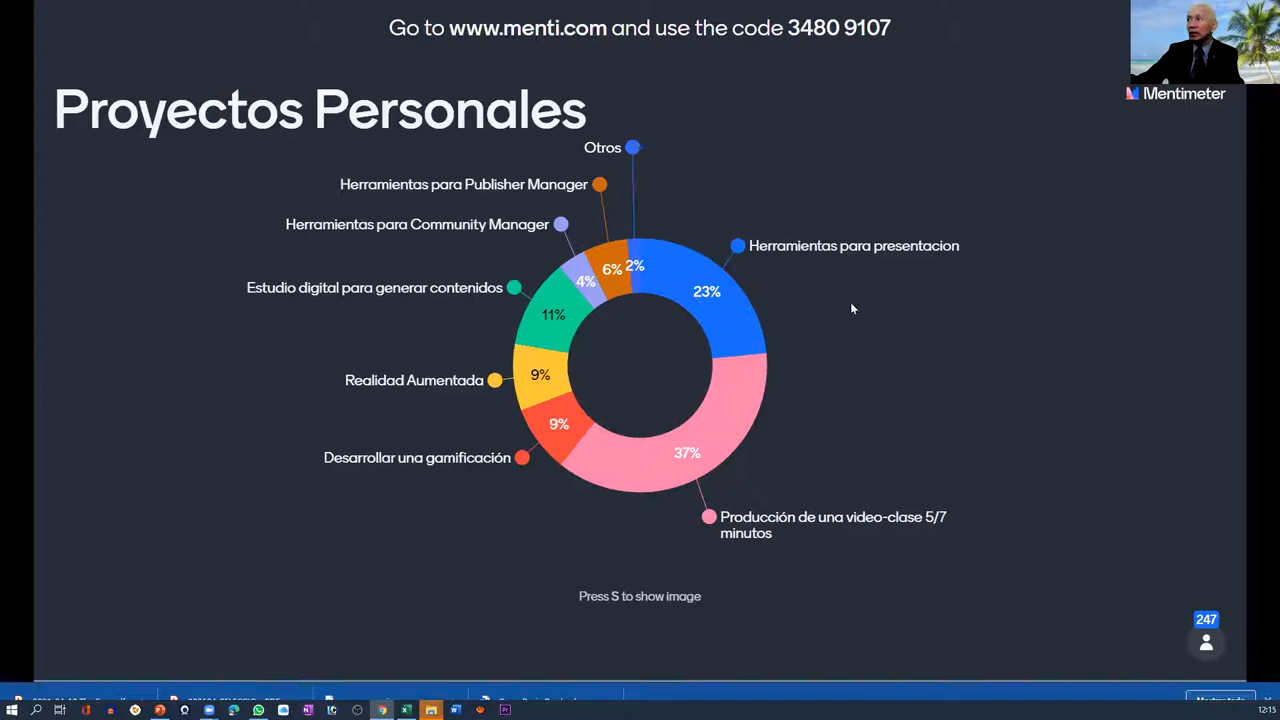 Go to www.menti.com and use the code 3480 9107
Mentimeter
Proyectos Personales
Otros
Herramientas para Publisher Manager
Herramientas para Community Manager
Herramientas para presentacion
Estudio digital para generar contenidos
Realidad Aumentada
Desarrollar una gamificación
Producción de una video-clase 5/7
minutos
2%
6%
4%
23%
11%
9%
9%
37%
Press S to show image
247
12:15